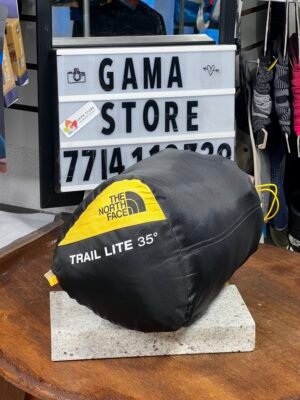 GAMA
STORE
THE
NORTH
FACE
TRAIL LITE 35°